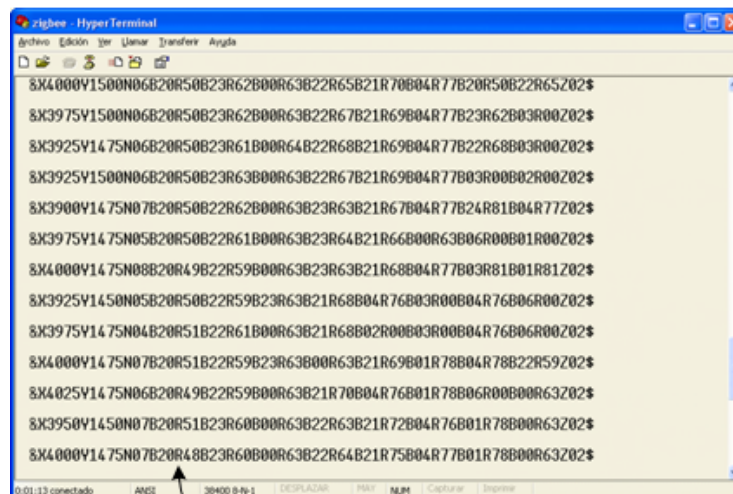 zigbee - HyperTerminal
Archivo Edición Ver Llamar Transferir Ayuda
&X4000Y1500N06B20R50B23R62B00R63B22R65B21R70B04R77B20R50B22R65Z02$
&X3975Y1500N06B20R50B23R62B00R63B22R67B21R69B04R77B23R62B03R00Z02$
&X3925Y1475N06B20R50B23R61B00R64B22R68B21R69B04R77B22R68B03R00Z02$
&X3925Y1500N06B20R50B23R63B00R63B22R67B21R69B04R77B03R00B02R00Z02$
&X3900Y1475N07B20R50B22R62B00R63B23R63B21R67B04R77B24R81B04R77Z02$
&X3975Y1475N05B20R50B22R61B00R63B23R64B21R66B00R63B06R00B01R00Z02$
&X4000Y1475N08B20R49B22R59B00R63B23R63B21R68B04R77B03R81B01R81Z02$
&X3925Y1450N05B20R50B22R59B23R63B21R68B04R76B03R00B04R76B06R00Z02$
&X3975Y1475N04B20R51B22R61B00R63B21R68B02R00B03R00B04R76B06R00Z02$
&X4000Y1475N07B20R51B22R59B23R63B00R63B21R69B01R78B04R78B22R59Z02$
&X4025Y1475N06B20R49B22R59B00R63B21R70B04R76B01R78B06R00B00R63Z02$
&X3950Y1450N07B20R51B23R60B00R63B22R63B21R72B04R76B01R78B00R63Z02$
&X4000Y1475N07B20R48B23R60B00R63B22R64B21R75B04R77B01R78B00R63Z02$
0:01:13 conectado ANSI 38400 8-N-1 DESPLAZAR MAY NUM Capturar Imprimir